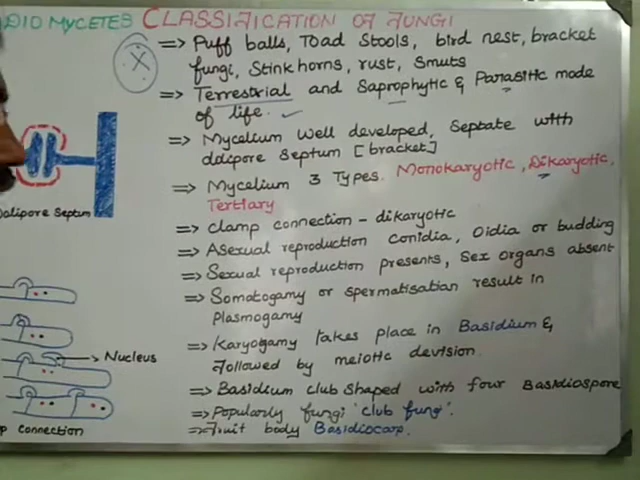 DIO MYCETES CLASSIFICATION OF FUNGI
=> Puff balls, Toad Stools, bird nest, bracket
fungi, Stinkhorns, rust, Smuts
=> Terrestrial and Saprophytic & Parasitic mode
of life.
=> Mycelium well developed, Septate with
dolipore septum [bracket]
=> Mycelium 3 Types. Monokaryotic, Dikaryotic,
Tertiary
Dalipore Septum
=> Clamp connection - dikaryotic
=> Asexual reproduction conidia, Oidia or budding
=> Sexual reproduction presents, Sex organs absent
=> Somatogamy or spermatisation result in
Plasmogamy
=> Karyogamy takes place in Basidium &
Followed by meiotic devision.
Nucleus
=> Basidium club shaped with four Basidiospore
=> Popularly fungi 'club fungi'.
=> Fruit body Basidiocarp.
p connection